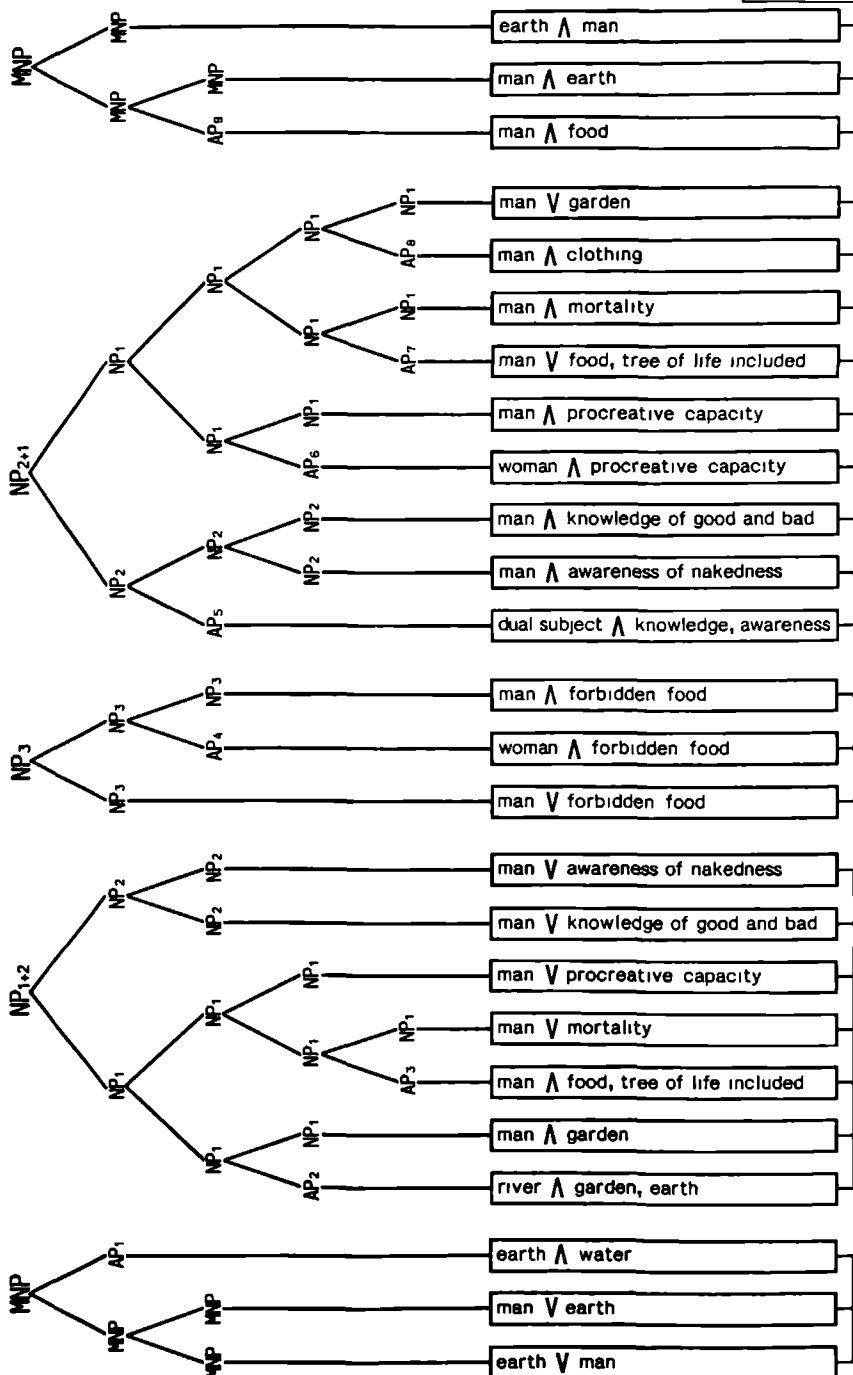 MNP
MNP
earth Λ man
MNP
MNP
man Λ earth
AP9
man Λ food
NP2+1
NP1
NP1
NP1
NP1
man V garden
AP8
man Λ clothing
NP1
NP1
man Λ mortality
AP7
man V food, tree of life included
NP1
NP1
man Λ procreative capacity
AP6
woman Λ procreative capacity
NP2
NP2
NP2
man Λ knowledge of good and bad
NP2
man Λ awareness of nakedness
AP5
dual subject Λ knowledge, awareness
NP3
NP3
NP3
man Λ forbidden food
AP4
woman Λ forbidden food
NP3
man V forbidden food
NP1+2
NP2
NP2
man V awareness of nakedness
NP2
man V knowledge of good and bad
NP1
NP1
NP1
man V procreative capacity
NP1
NP1
man V mortality
AP3
man Λ food, tree of life included
NP1
NP1
man Λ garden
AP2
river Λ garden, earth
MNP
AP1
earth Λ water
MNP
MNP
man V earth
MNP
earth V man